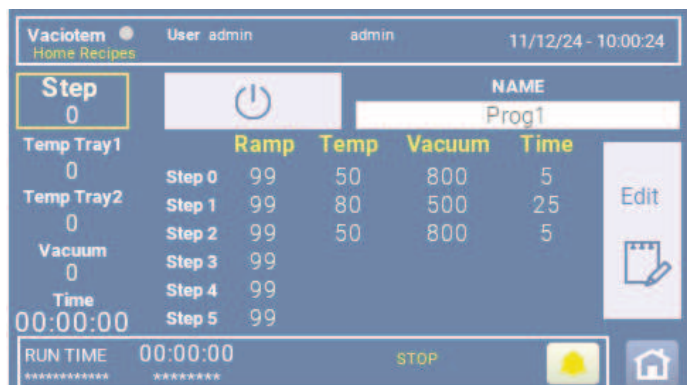 Vaciotem User admin admin 11/12/24 - 10:00:24
Home Recipes
Step
0
NAME
Prog1
Temp Tray1
0
Temp Tray2
0
Vacuum
0
Time
00:00:00
Ramp Temp Vacuum Time
Step 0 99 50 800 5
Step 1 99 80 500 25
Step 2 99 50 800 5
Step 3 99
Step 4 99
Step 5 99
Edit
RUN TIME 00:00:00 STOP
************ ********